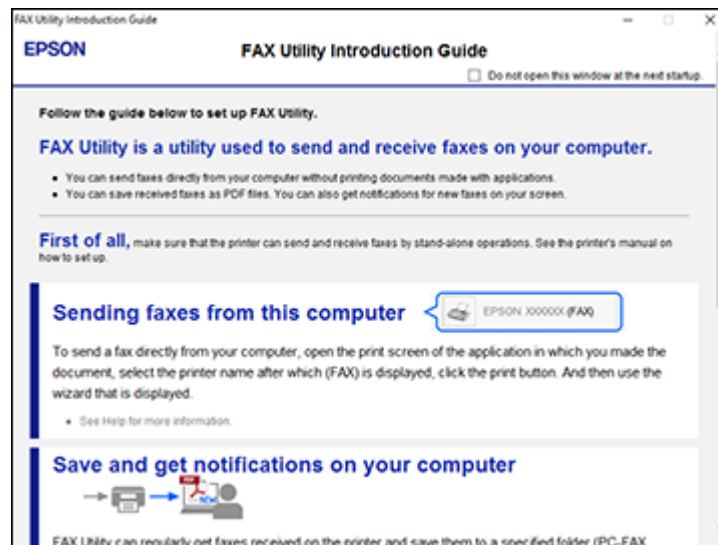 FAX Utility Introduction Guide
EPSON
FAX Utility Introduction Guide
Do not open this window at the next startup.
Follow the guide below to set up FAX Utility.
FAX Utility is a utility used to send and receive faxes on your computer.
• You can send faxes directly from your computer without printing documents made with applications.
• You can save received faxes as PDF files. You can also get notifications for new faxes on your screen.
First of all, make sure that the printer can send and receive faxes by stand-alone operations. See the printer's manual on
how to set up.
Sending faxes from this computer
EPSON XXXXXX (FAX)
To send a fax directly from your computer, open the print screen of the application in which you made the
document, select the printer name after which (FAX) is displayed, click the print button. And then use the
wizard that is displayed.
• See Help for more information.
Save and get notifications on your computer
PDF
NEW
FAX Utility can regularly get faxes received on the printer and save them to a specified folder (PC-FAX